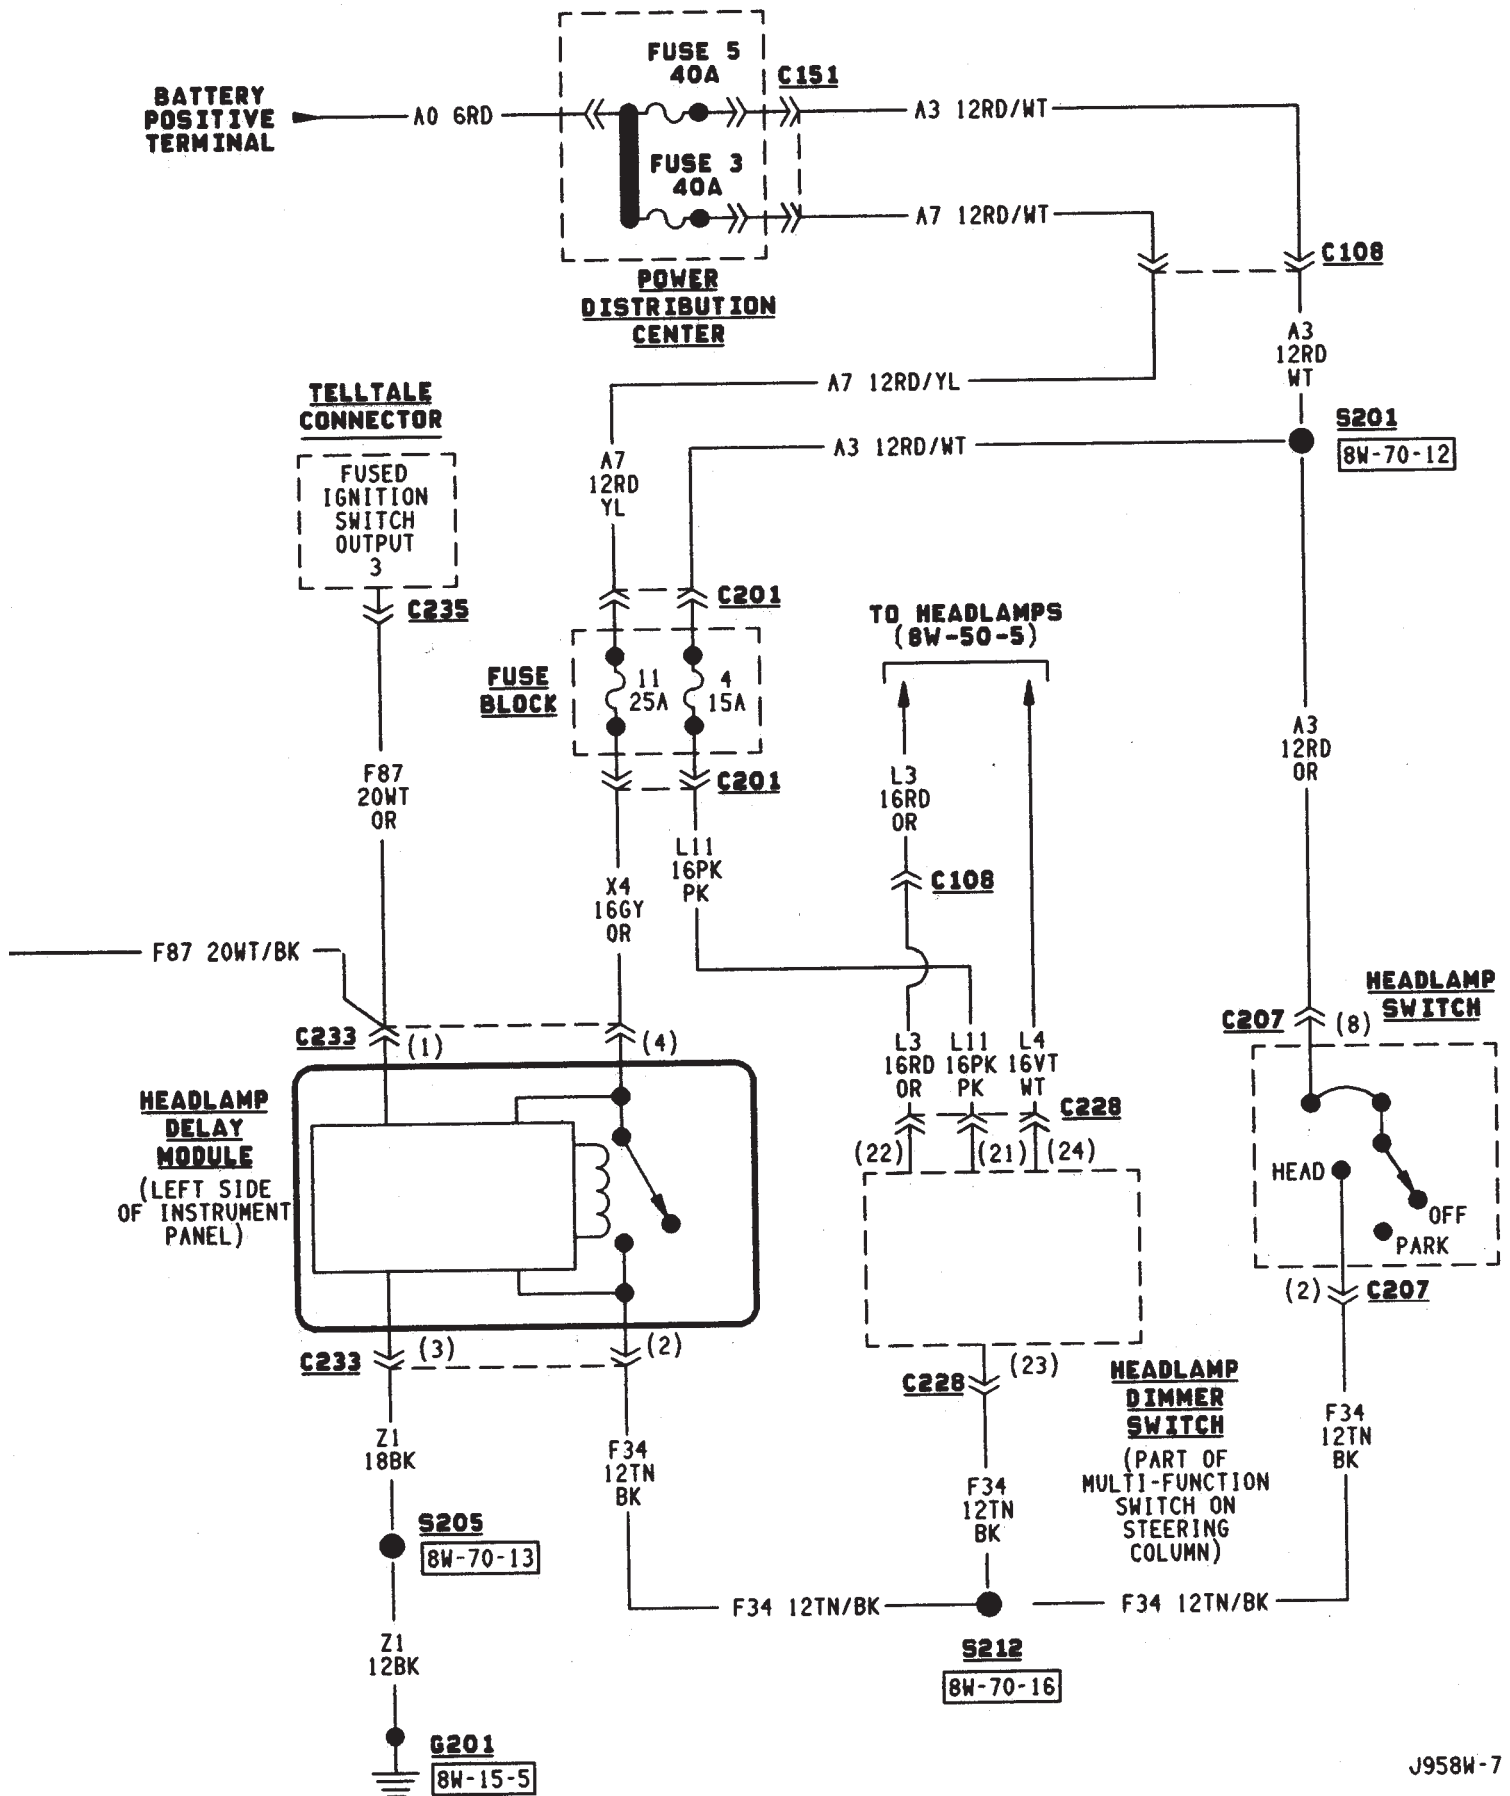 FUSE 5
40A
C151
BATTERY
POSITIVE
TERMINAL
A0 6RD
A3 12RD/WT
FUSE 3
40A
A7 12RD/WT
C108
POWER
DISTRIBUTION
CENTER
A3
12RD
WT
A7 12RD/YL
TELLTALE
CONNECTOR
S201
8W-70-12
A3 12RD/WT
FUSED
IGNITION
SWITCH
OUTPUT
3
A7
12RD
YL
C235
C201
TO HEADLAMPS
(8W-50-5)
FUSE
BLOCK
11
25A
4
15A
C201
F87
20WT
OR
L3
16RD
OR
A3
12RD
OR
L11
16PK
PK
C108
X4
16GY
OR
F87 20WT/BK
HEADLAMP
SWITCH
C233
(1)
(4)
L3
16RD
OR
L11
16PK
PK
L4
16VT
WT
C207
(8)
C228
HEADLAMP
DELAY
MODULE
(LEFT SIDE
OF INSTRUMENT
PANEL)
(22)
(21)
(24)
HEAD
OFF
PARK
(2)
C207
C233
(3)
(2)
C228
(23)
HEADLAMP
DIMMER
SWITCH
(PART OF
MULTI-FUNCTION
SWITCH ON
STEERING
COLUMN)
Z1
18BK
F34
12TN
BK
F34
12TN
BK
F34
12TN
BK
S205
8W-70-13
F34 12TN/BK
F34 12TN/BK
S212
8W-70-16
Z1
12BK
G201
8W-15-5
J958W-7